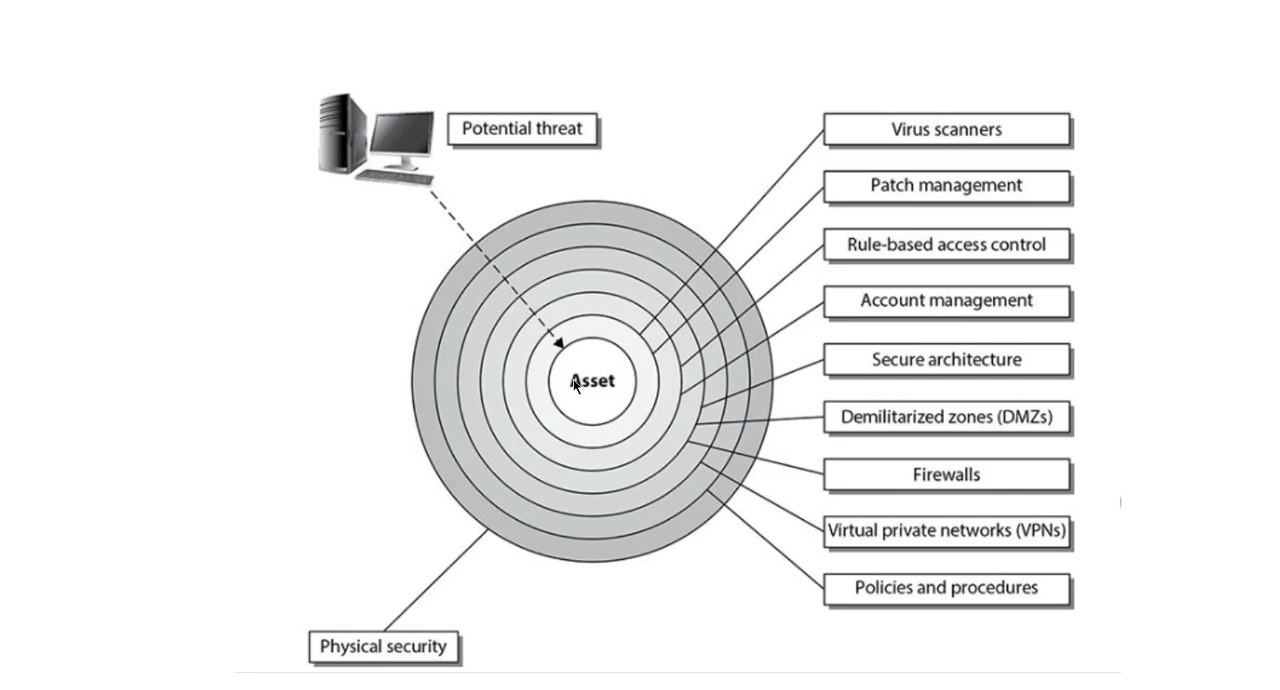 Potential threat
Virus scanners
Patch management
Rule-based access control
Account management
Secure architecture
Asset
Demilitarized zones (DMZs)
Firewalls
Virtual private networks (VPNs)
Policies and procedures
Physical security